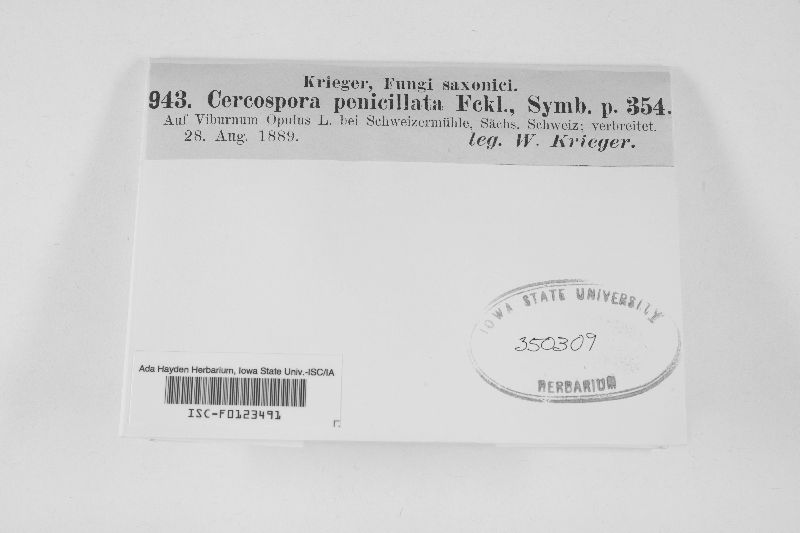 Krieger, Fungi saxonici.
943. Cercospora penicillata Fckl., Symb. p. 354.
Auf Viburnum Opulus L. bei Schweizermühle, Sächs. Schweiz; verbreitet.
28. Aug. 1889. leg. W. Krieger.
IOWA STATE UNIVERSITY
350309
HERBARIUM
Ada Hayden Herbarium, Iowa State Univ.-ISC/IA
ISC-F0123491